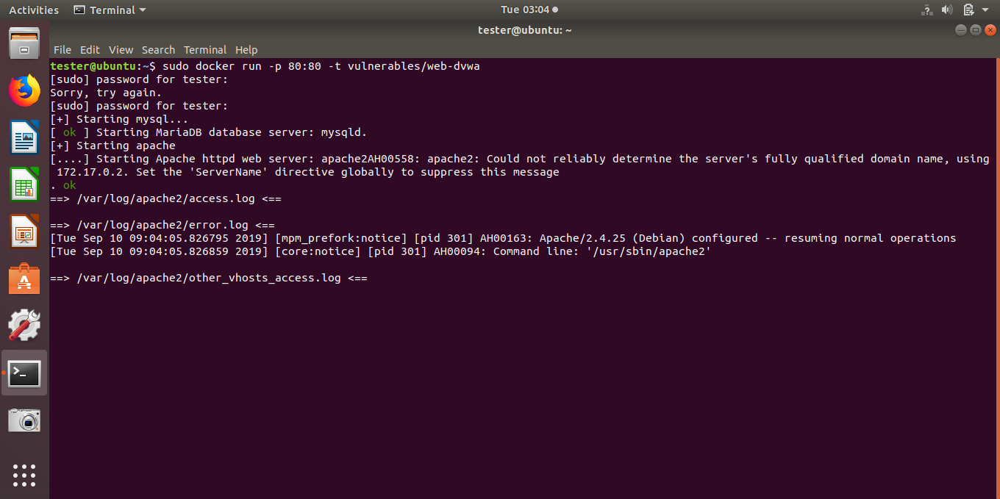 Activities Terminal Tue 03:04
tester@ubuntu: ~
File Edit View Search Terminal Help
tester@ubuntu:~$ sudo docker run -p 80:80 -t vulnerables/web-dvwa
[sudo] password for tester:
Sorry, try again.
[sudo] password for tester:
[+] Starting mysql...
[ ok ] Starting MariaDB database server: mysqld.
[+] Starting apache
[....] Starting Apache httpd web server: apache2AH00558: apache2: Could not reliably determine the server's fully qualified domain name, using
 172.17.0.2. Set the 'ServerName' directive globally to suppress this message
. ok
==> /var/log/apache2/access.log <==
==> /var/log/apache2/error.log <==
[Tue Sep 10 09:04:05.826795 2019] [mpm_prefork:notice] [pid 301] AH00163: Apache/2.4.25 (Debian) configured -- resuming normal operations
[Tue Sep 10 09:04:05.826859 2019] [core:notice] [pid 301] AH00094: Command line: '/usr/sbin/apache2'
==> /var/log/apache2/other_vhosts_access.log <==